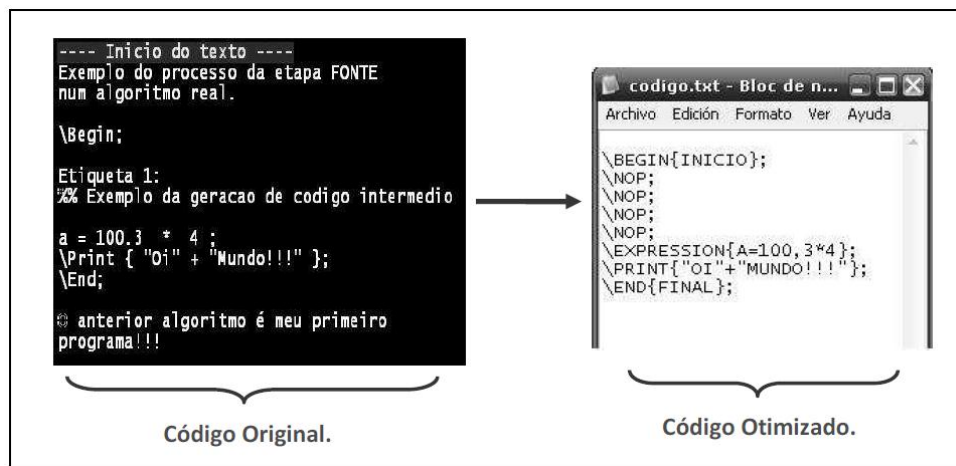 ---- Inicio do texto ----
Exemplo do processo da etapa FONTE
num algoritmo real.
\Begin;
Etiqueta 1:
%% Exemplo da geracao de codigo intermedio
a = 100.3 * 4 ;
\Print { "Oi" + "Mundo!!!" };
\End;
O anterior algoritmo é meu primeiro
programa!!!
Código Original.
codigo.txt - Bloc de n...
Archivo Edición Formato Ver Ayuda
\BEGIN{INICIO};
\NOP;
\NOP;
\NOP;
\NOP;
\EXPRESSION{A=100,3*4};
\PRINT{"OI"+"MUNDO!!!"};
\END{FINAL};
Código Otimizado.